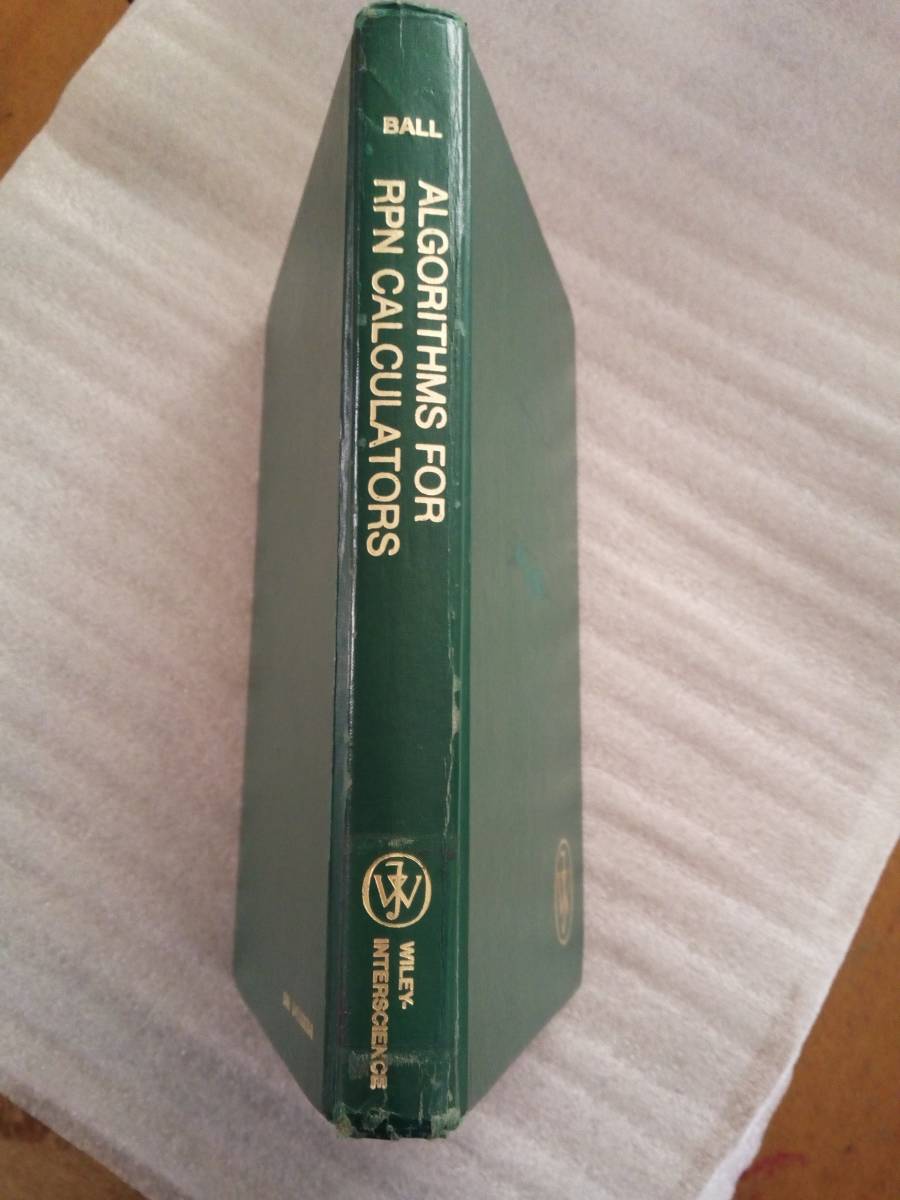 BALL
ALGORITHMS FOR
RPN CALCULATORS
WILEY-
INTERSCIENCE